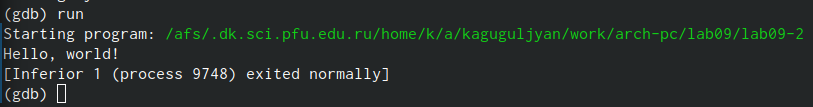 (gdb) run
Starting program: /afs/.dk.sci.pfu.edu.ru/home/k/a/kaguguljyan/work/arch-pc/lab09/lab09-2
Hello, world!
[Inferior 1 (process 9748) exited normally]
(gdb)